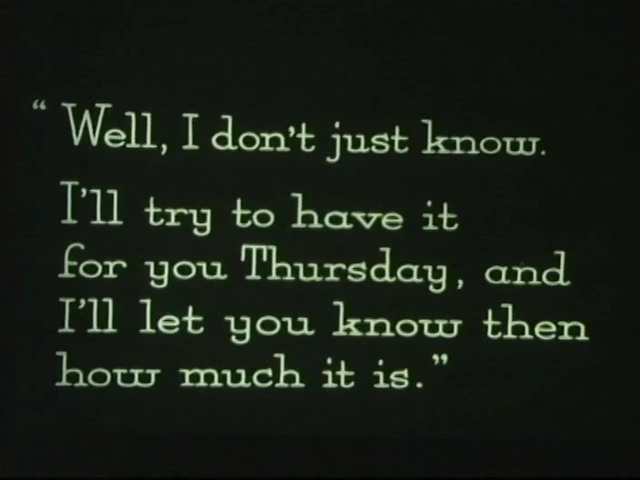 “Well, I don't just know.
I'll try to have it
for you Thursday, and
I'll let you know then
how much it is.”